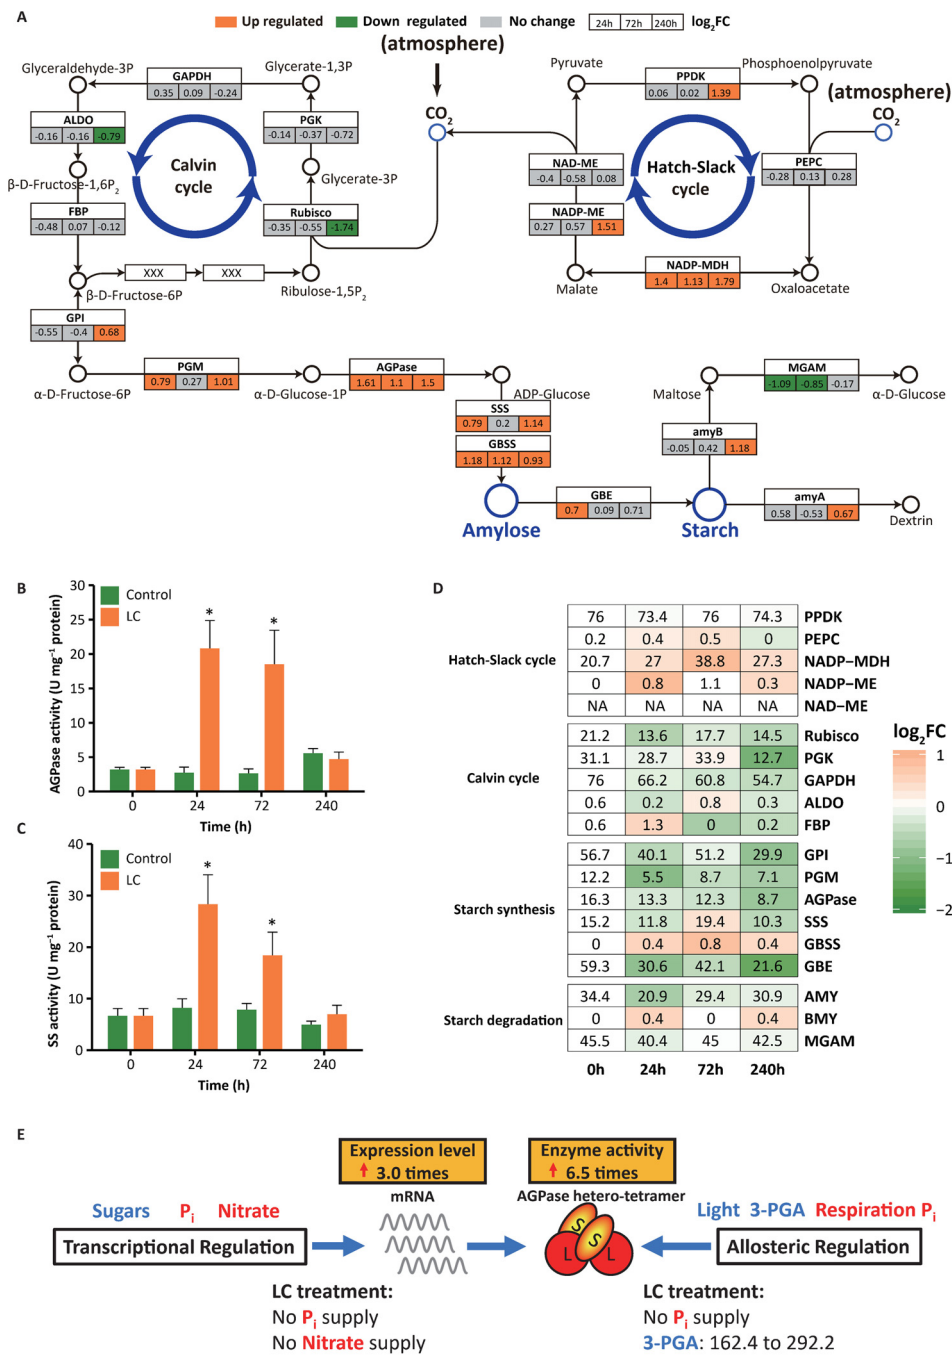 A
Up regulated Down regulated No change 24h 72h 240h log2FC
(atmosphere)
Glyceraldehyde-3P
GAPDH
0.35 0.09 -0.24
Glycerate-1,3P
Pyruvate
PPDK
0.06 0.02 1.39
Phosphoenolpyruvate
(atmosphere)
CO2
CO2
ALDO
-0.16 -0.16 -0.79
PGK
-0.14 -0.37 -0.72
Calvin
cycle
β-D-Fructose-1,6P2
Glycerate-3P
NAD-ME
-0.4 -0.58 0.08
Hatch-Slack
cycle
PEPC
-0.28 0.13 0.28
FBP
-0.48 0.07 -0.12
Rubisco
-0.35 -0.55 -1.74
NADP-ME
0.27 0.57 1.51
XXX XXX
β-D-Fructose-6P
Ribulose-1,5P2
NADP-MDH
1.4 1.13 1.79
Malate
Oxaloacetate
GPI
-0.55 -0.4 0.68
PGM
0.79 0.27 1.01
AGPase
1.61 1.1 1.5
MGAM
-1.09 -0.85 -0.17
α-D-Fructose-6P
α-D-Glucose-1P
ADP-Glucose
Maltose
α-D-Glucose
SSS
0.79 0.2 1.14
GBSS
1.18 1.12 0.93
amyB
-0.05 0.42 1.18
GBE
0.7 0.09 0.71
amyA
0.58 -0.53 0.67
Amylose
Starch
Dextrin
B
AGPase activity (U mg−1 protein)
30
25
20
15
10
5
0
Control
LC
* *
0 24 72 240
Time (h)
C
SS activity (U mg−1 protein)
40
30
20
10
0
Control
LC
* *
0 24 72 240
Time (h)
D
Hatch-Slack cycle
76 73.4 76 74.3 PPDK
0.2 0.4 0.5 0 PEPC
20.7 27 38.8 27.3 NADP−MDH
0 0.8 1.1 0.3 NADP−ME
NA NA NA NA NAD−ME
Calvin cycle
21.2 13.6 17.7 14.5 Rubisco
31.1 28.7 33.9 12.7 PGK
76 66.2 60.8 54.7 GAPDH
0.6 0.2 0.8 0.3 ALDO
0.6 1.3 0 0.2 FBP
Starch synthesis
56.7 40.1 51.2 29.9 GPI
12.2 5.5 8.7 7.1 PGM
16.3 13.3 12.3 8.7 AGPase
15.2 11.8 19.4 10.3 SSS
0 0.4 0.8 0.4 GBSS
59.3 30.6 42.1 21.6 GBE
Starch degradation
34.4 20.9 29.4 30.9 AMY
0 0.4 0 0.4 BMY
45.5 40.4 45 42.5 MGAM
0h 24h 72h 240h
log2FC
1
0
−1
−2
E
Expression level
3.0 times
Enzyme activity
6.5 times
mRNA
AGPase hetero-tetramer
Sugars Pi Nitrate
Transcriptional Regulation
S S
L L
Light 3-PGA Respiration Pi
Allosteric Regulation
LC treatment:
No Pi supply
No Nitrate supply
LC treatment:
No Pi supply
3-PGA: 162.4 to 292.2